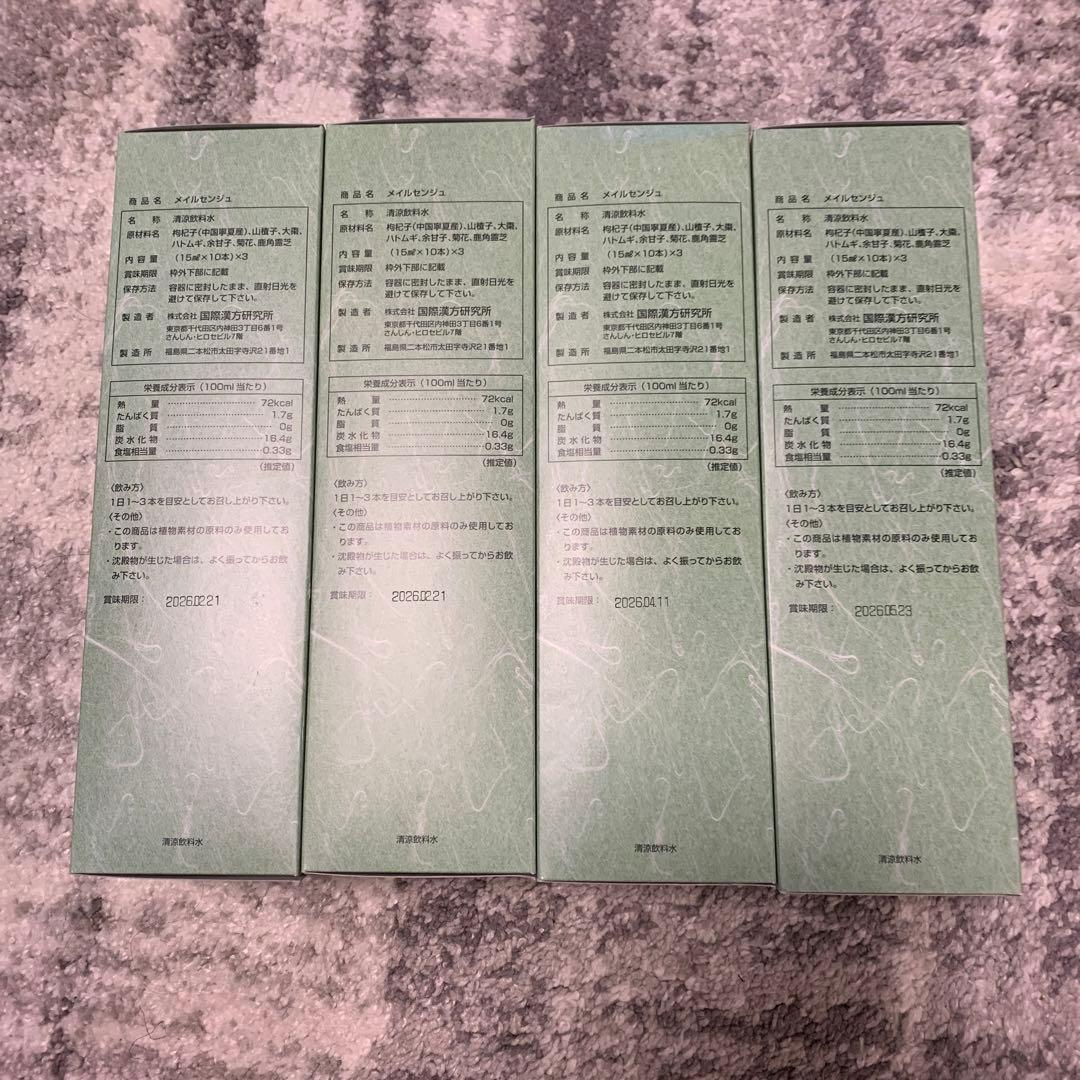 商品名 メイルセンジュ
名称 清涼飲料水
原材料名 枸杞子(中国寧夏産)、山楂子、大棗、
ハトムギ、余甘子、菊花、鹿角霊芝
内容量 (15㎖×10本)×3
賞味期限 枠外下部に記載
保存方法 容器に密封したまま、直射日光を
避けて保存して下さい。
製造者 株式会社 国際漢方研究所
東京都千代田区内神田3丁目6番1号
さんしん・ヒロセビル7階
製造所 福島県二本松市太田字寺沢21番地1
栄養成分表示(100ml当たり)
熱量 72kcal
たんぱく質 1.7g
脂質 0g
炭水化物 16.4g
食塩相当量 0.33g
(推定値)
〈飲み方〉
1日1~3本を目安としてお召し上がり下さい。
〈その他〉
・この商品は植物素材の原料のみ使用してお
ります。
・沈殿物が生じた場合は、よく振ってからお飲
み下さい。
賞味期限: 2026.02.21
清涼飲料水
商品名 メイルセンジュ
名称 清涼飲料水
原材料名 枸杞子(中国寧夏産)、山楂子、大棗、
ハトムギ、余甘子、菊花、鹿角霊芝
内容量 (15㎖×10本)×3
賞味期限 枠外下部に記載
保存方法 容器に密封したまま、直射日光を
避けて保存して下さい。
製造者 株式会社 国際漢方研究所
東京都千代田区内神田3丁目6番1号
さんしん・ヒロセビル7階
製造所 福島県二本松市太田字寺沢21番地1
栄養成分表示(100ml当たり)
熱量 72kcal
たんぱく質 1.7g
脂質 0g
炭水化物 16.4g
食塩相当量 0.33g
(推定値)
〈飲み方〉
1日1~3本を目安としてお召し上がり下さい。
〈その他〉
・この商品は植物素材の原料のみ使用してお
ります。
・沈殿物が生じた場合は、よく振ってからお飲
み下さい。
賞味期限: 2026.02.21
清涼飲料水
商品名 メイルセンジュ
名称 清涼飲料水
原材料名 枸杞子(中国寧夏産)、山楂子、大棗、
ハトムギ、余甘子、菊花、鹿角霊芝
内容量 (15㎖×10本)×3
賞味期限 枠外下部に記載
保存方法 容器に密封したまま、直射日光を
避けて保存して下さい。
製造者 株式会社 国際漢方研究所
東京都千代田区内神田3丁目6番1号
さんしん・ヒロセビル7階
製造所 福島県二本松市太田字寺沢21番地1
栄養成分表示(100ml当たり)
熱量 72kcal
たんぱく質 1.7g
脂質 0g
炭水化物 16.4g
食塩相当量 0.33g
(推定値)
〈飲み方〉
1日1~3本を目安としてお召し上がり下さい。
〈その他〉
・この商品は植物素材の原料のみ使用してお
ります。
・沈殿物が生じた場合は、よく振ってからお飲
み下さい。
賞味期限: 2026.04.11
清涼飲料水
商品名 メイルセンジュ
名称 清涼飲料水
原材料名 枸杞子(中国寧夏産)、山楂子、大棗、
ハトムギ、余甘子、菊花、鹿角霊芝
内容量 (15㎖×10本)×3
賞味期限 枠外下部に記載
保存方法 容器に密封したまま、直射日光を
避けて保存して下さい。
製造者 株式会社 国際漢方研究所
東京都千代田区内神田3丁目6番1号
さんしん・ヒロセビル7階
製造所 福島県二本松市太田字寺沢21番地1
栄養成分表示(100ml当たり)
熱量 72kcal
たんぱく質 1.7g
脂質 0g
炭水化物 16.4g
食塩相当量 0.33g
(推定値)
〈飲み方〉
1日1~3本を目安としてお召し上がり下さい。
〈その他〉
・この商品は植物素材の原料のみ使用してお
ります。
・沈殿物が生じた場合は、よく振ってからお飲
み下さい。
賞味期限: 2026.05.23
清涼飲料水